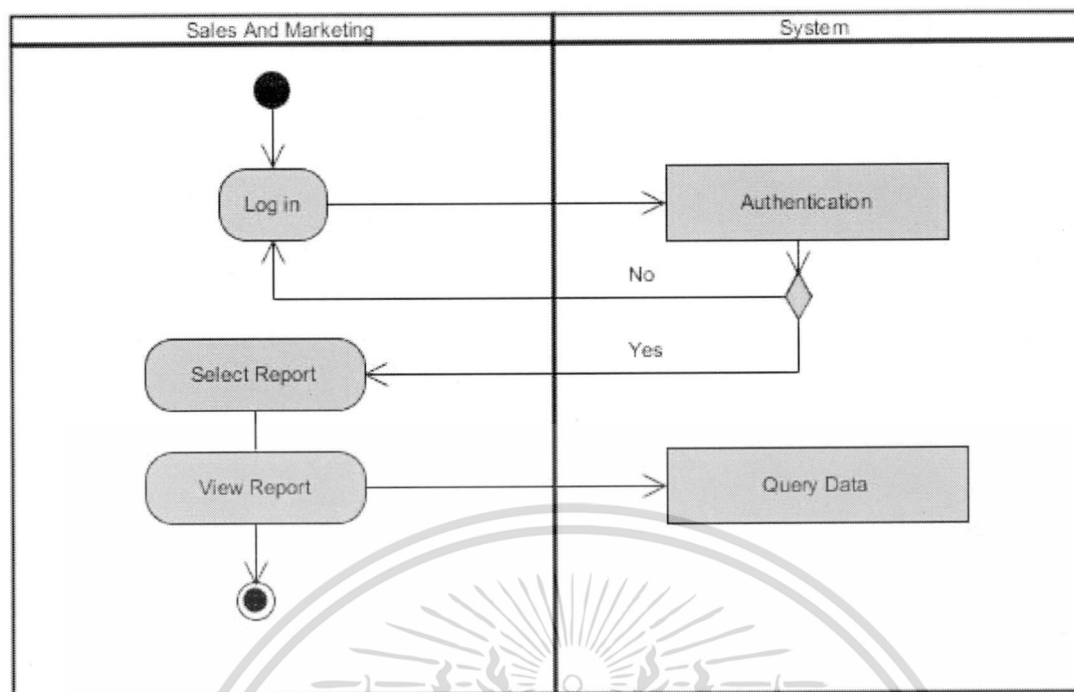 Sales And Marketing
System
Log in
Authentication
No
Yes
Select Report
View Report
Query Data